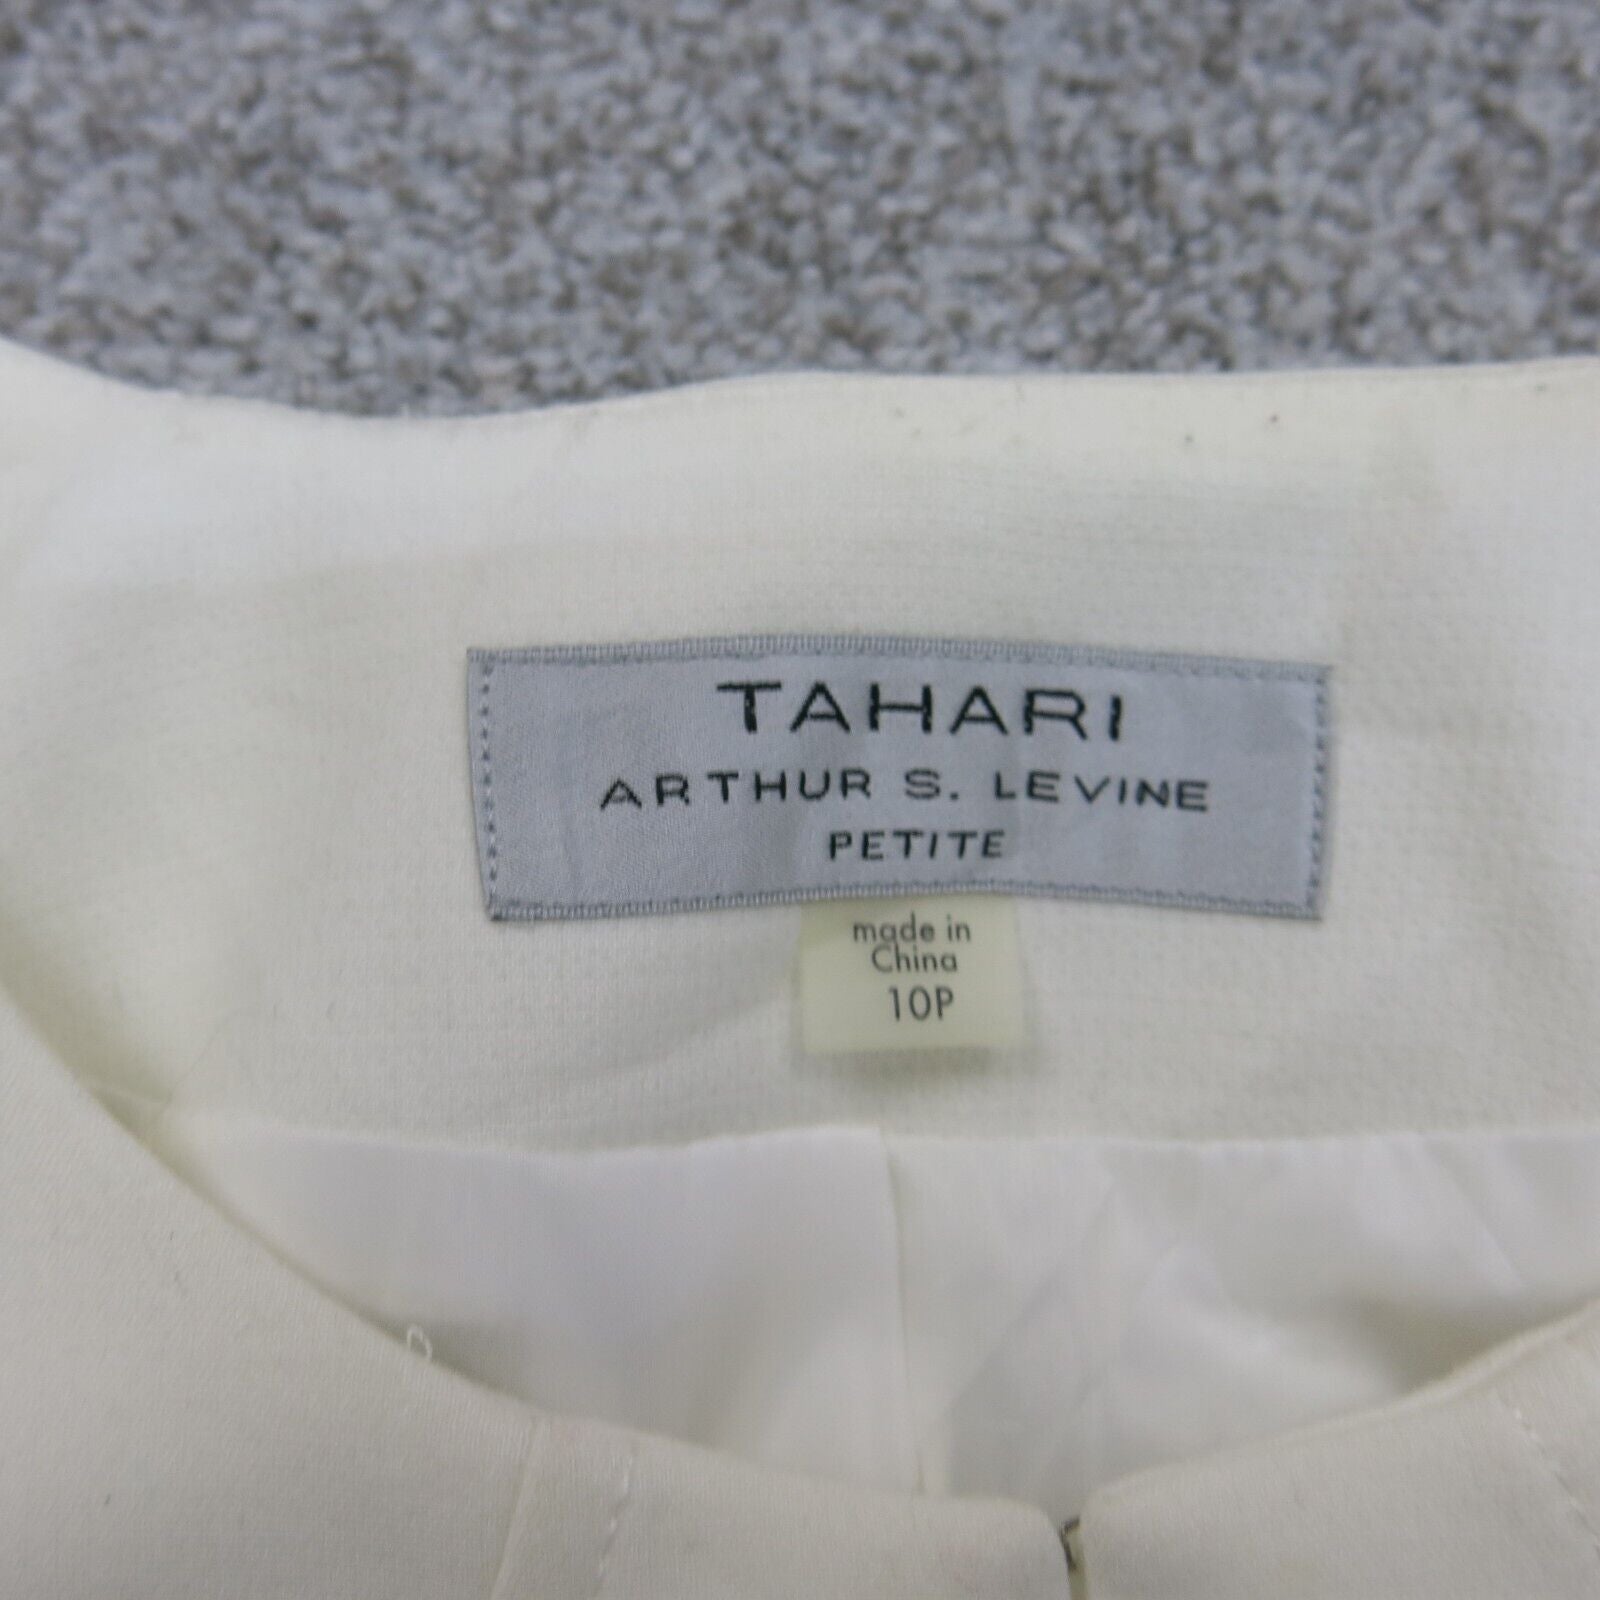 TAHARI
ARTHUR S. LEVINE
PETITE
made in
China
10P